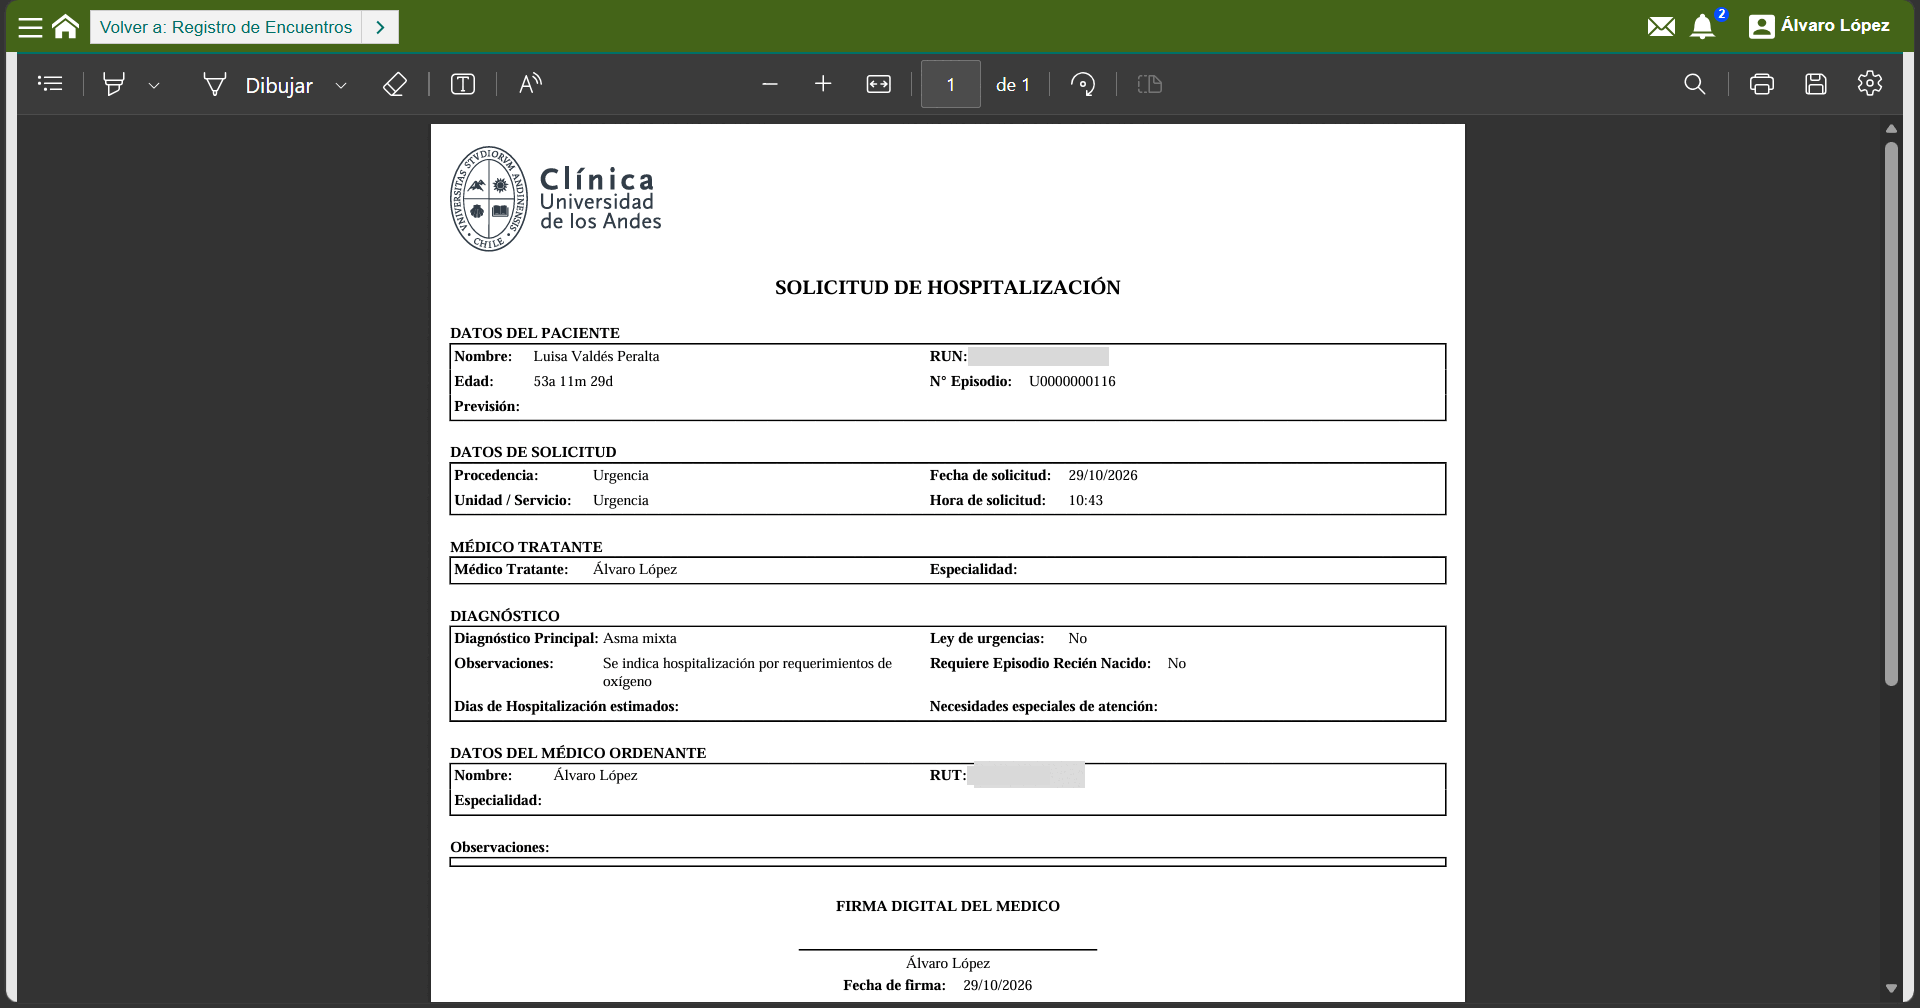 Volver a: Registro de Encuentros
2
Álvaro López
Dibujar
1
de 1
UNIVERSITAS STVDIORVM ANDINENSIS
• CHILE •
Clínica
Universidad
de los Andes
SOLICITUD DE HOSPITALIZACIÓN
DATOS DEL PACIENTE
Nombre: Luisa Valdés Peralta RUN:
Edad: 53a 11m 29d N° Episodio: U0000000116
Previsión:
DATOS DE SOLICITUD
Procedencia: Urgencia Fecha de solicitud: 29/10/2026
Unidad / Servicio: Urgencia Hora de solicitud: 10:43
MÉDICO TRATANTE
Médico Tratante: Álvaro López Especialidad:
DIAGNÓSTICO
Diagnóstico Principal: Asma mixta Ley de urgencias: No
Observaciones: Se indica hospitalización por requerimientos de Requiere Episodio Recién Nacido: No
oxígeno
Dias de Hospitalización estimados: Necesidades especiales de atención:
DATOS DEL MÉDICO ORDENANTE
Nombre: Álvaro López RUT:
Especialidad:
Observaciones:
FIRMA DIGITAL DEL MEDICO
Álvaro López
Fecha de firma: 29/10/2026